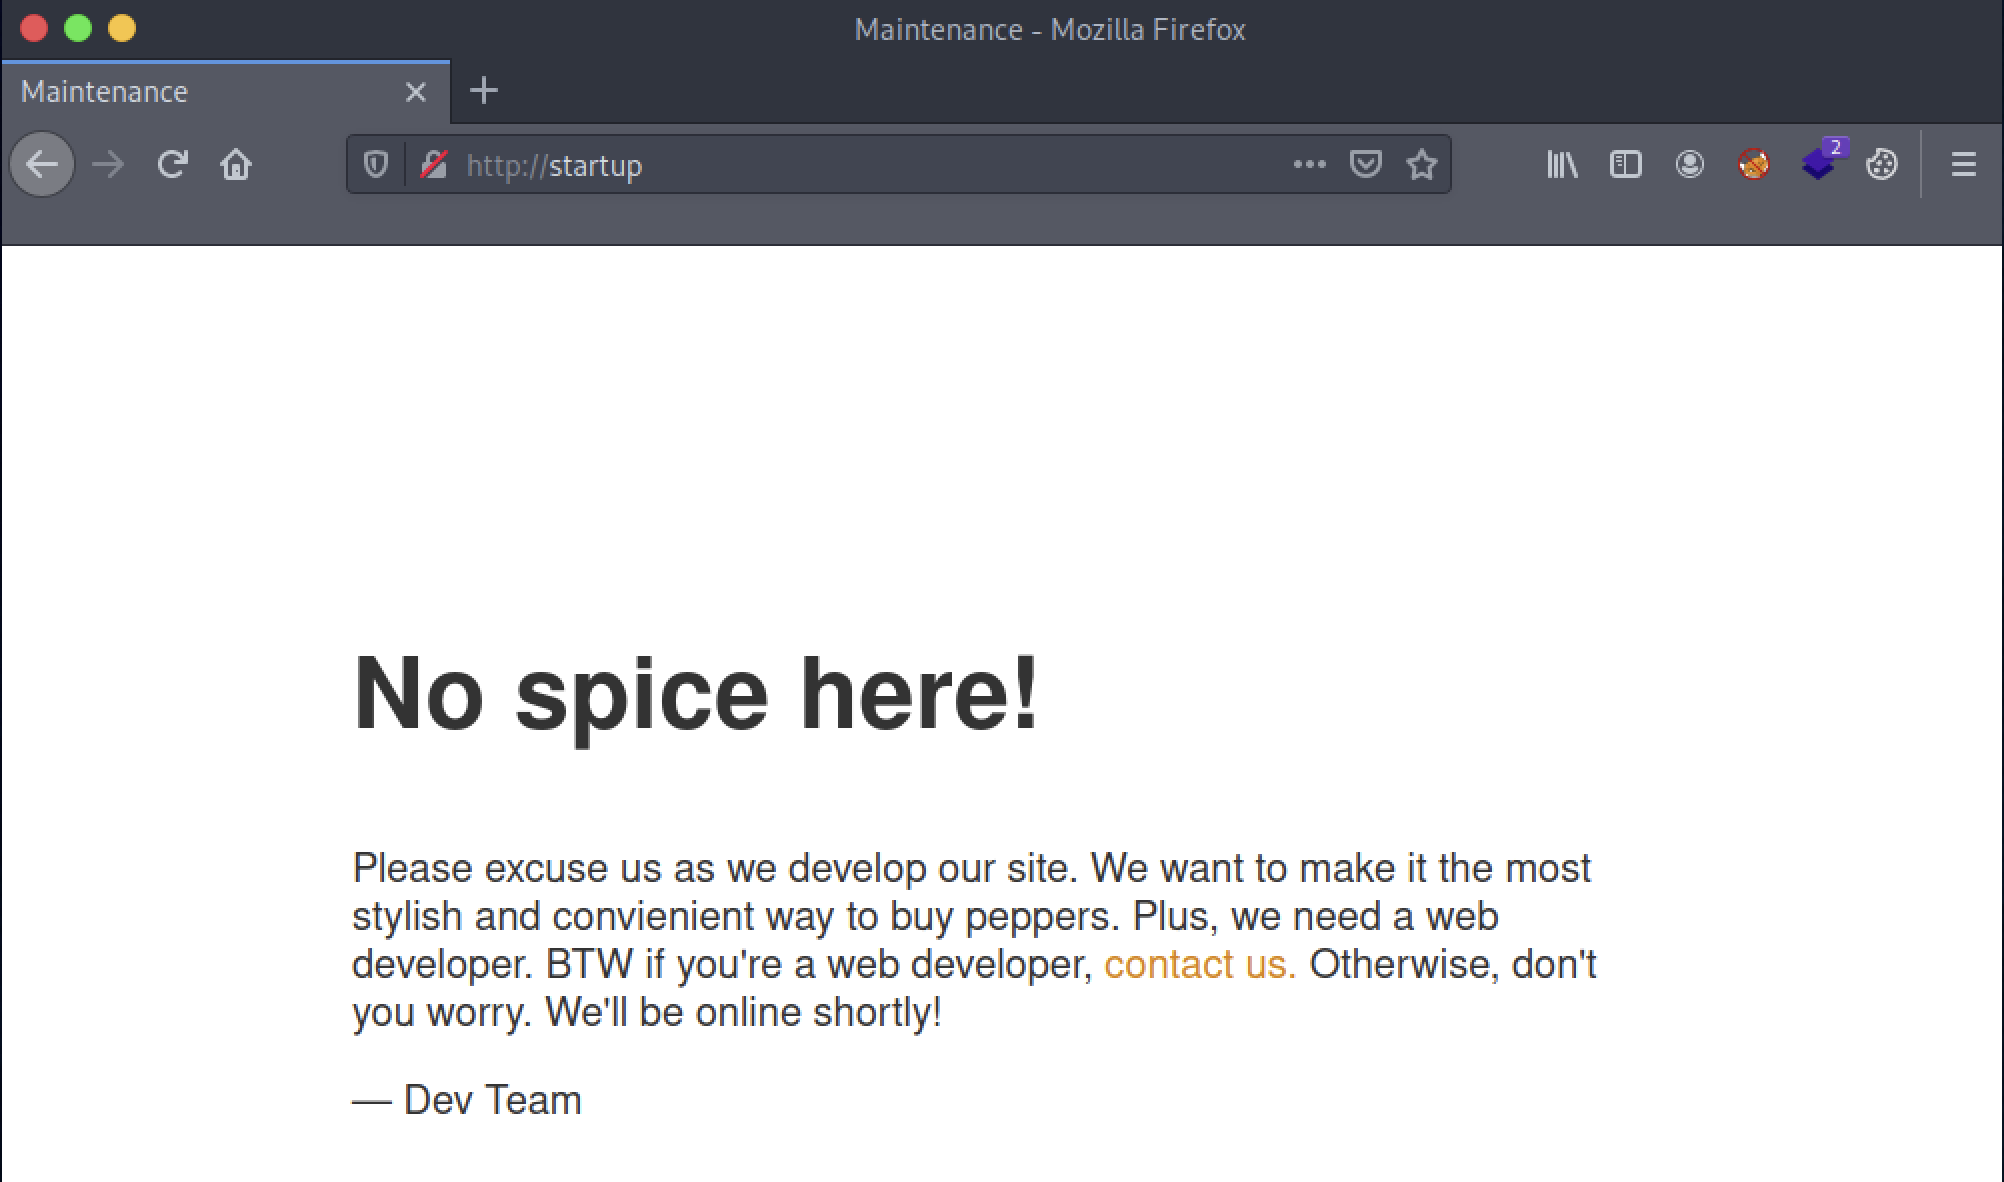 Maintenance - Mozilla Firefox
Maintenance
http://startup
2
No spice here!
Please excuse us as we develop our site. We want to make it the most
stylish and convienient way to buy peppers. Plus, we need a web
developer. BTW if you're a web developer, contact us. Otherwise, don't
you worry. We'll be online shortly!
— Dev Team